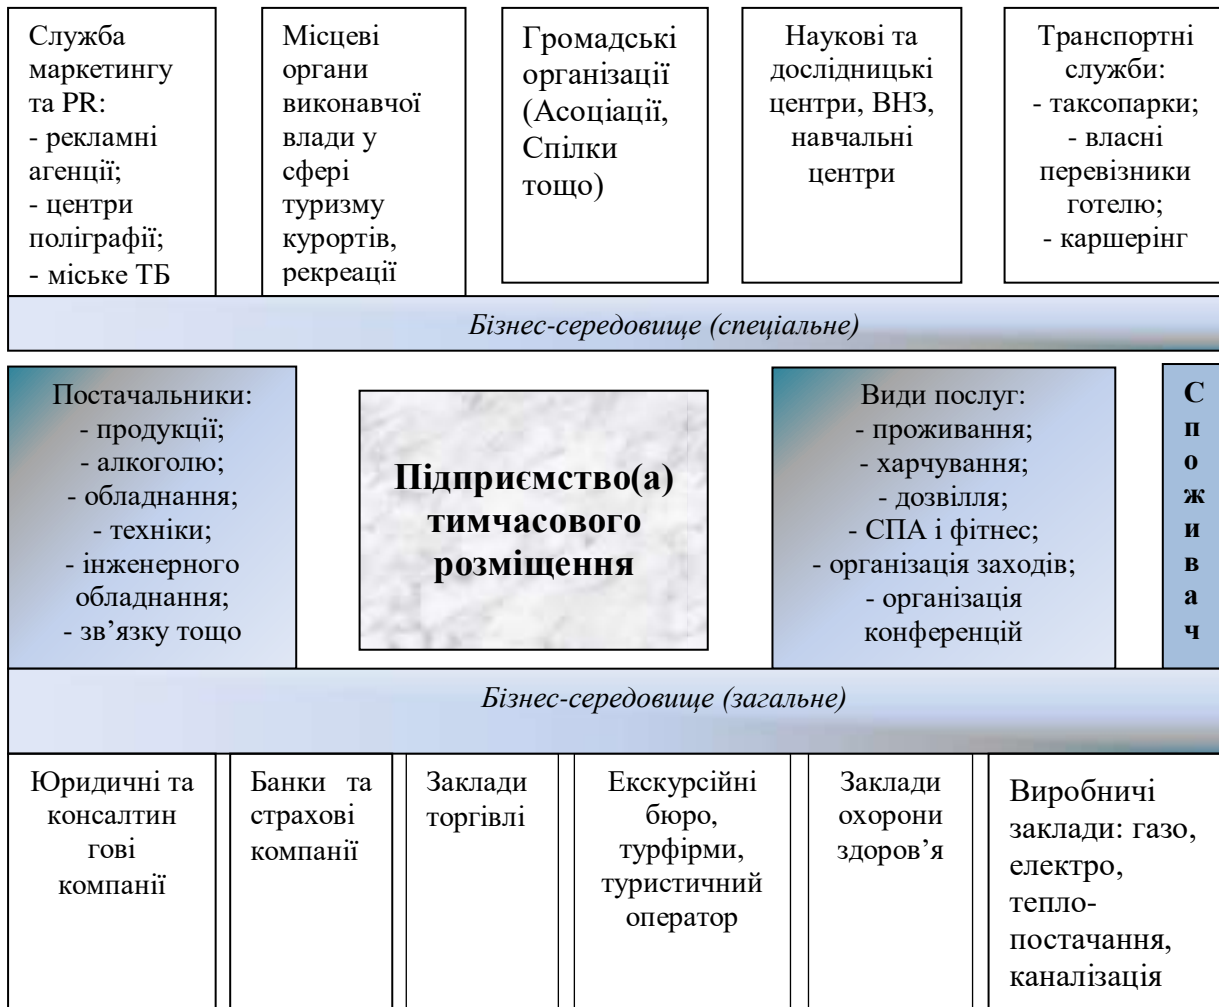 Служба
маркетингу
та PR:
- рекламні
агенції;
- центри
поліграфії;
- міське ТБ
Місцеві
органи
виконавчої
влади у
сфері
туризму
курортів,
рекреації
Громадські
організації
(Асоціації,
Спілки
тощо)
Наукові та
дослідницькі
центри, ВНЗ,
навчальні
центри
Транспортні
служби:
- таксопарки;
- власні
перевізники
готелю;
- каршерінг
Бізнес-середовище (спеціальне)
Постачальники:
- продукції;
- алкоголю;
- обладнання;
- техніки;
- інженерного
обладнання;
- зв’язку тощо
Підприємство(а)
тимчасового
розміщення
Види послуг:
- проживання;
- харчування;
- дозвілля;
- СПА і фітнес;
- організація заходів;
- організація
конференцій
С
п
о
ж
и
в
а
ч
Бізнес-середовище (загальне)
Юридичні та
консалтин
гові
компанії
Банки та
страхові
компанії
Заклади
торгівлі
Екскурсійні
бюро,
турфірми,
туристичний
оператор
Заклади
охорони
здоров’я
Виробничі
заклади: газо,
електро,
тепло-
постачання,
каналізація